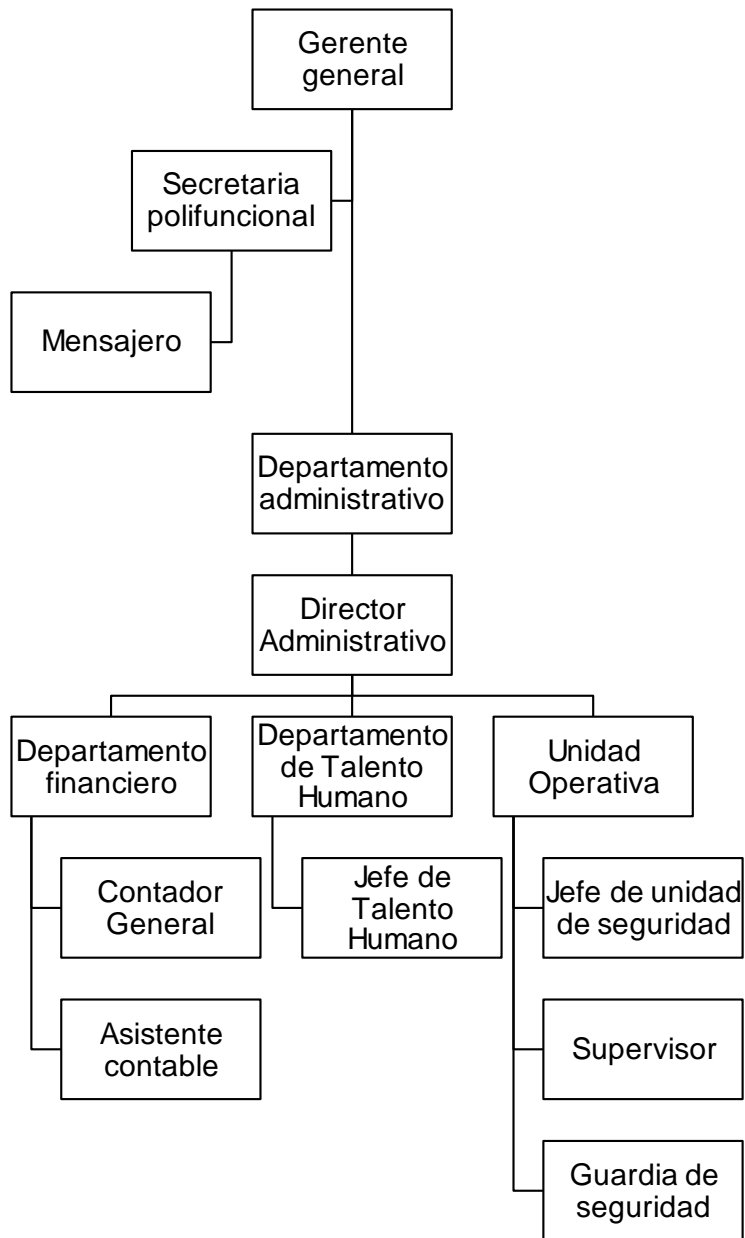 Gerente
general
Secretaria
polifuncional
Mensajero
Departamento
administrativo
Director
Administrativo
Departamento
financiero
Departamento
de Talento
Humano
Unidad
Operativa
Contador
General
Jefe de
Talento
Humano
Jefe de unidad
de seguridad
Asistente
contable
Supervisor
Guardia de
seguridad